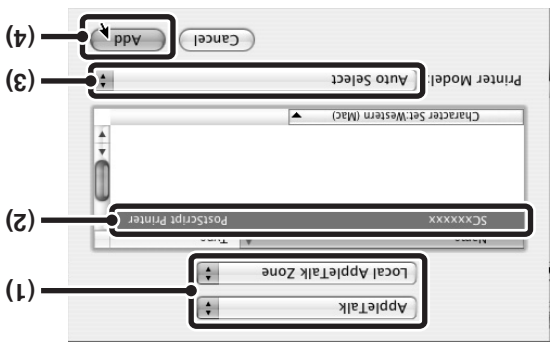 AppleTalk
(1)
Local AppleTalk Zone
Name Type
(2)
SCxxxxxx PostScript Printer
Character Set:Western (Mac)
(3)
Printer Model: Auto Select
(4)
Cancel Add